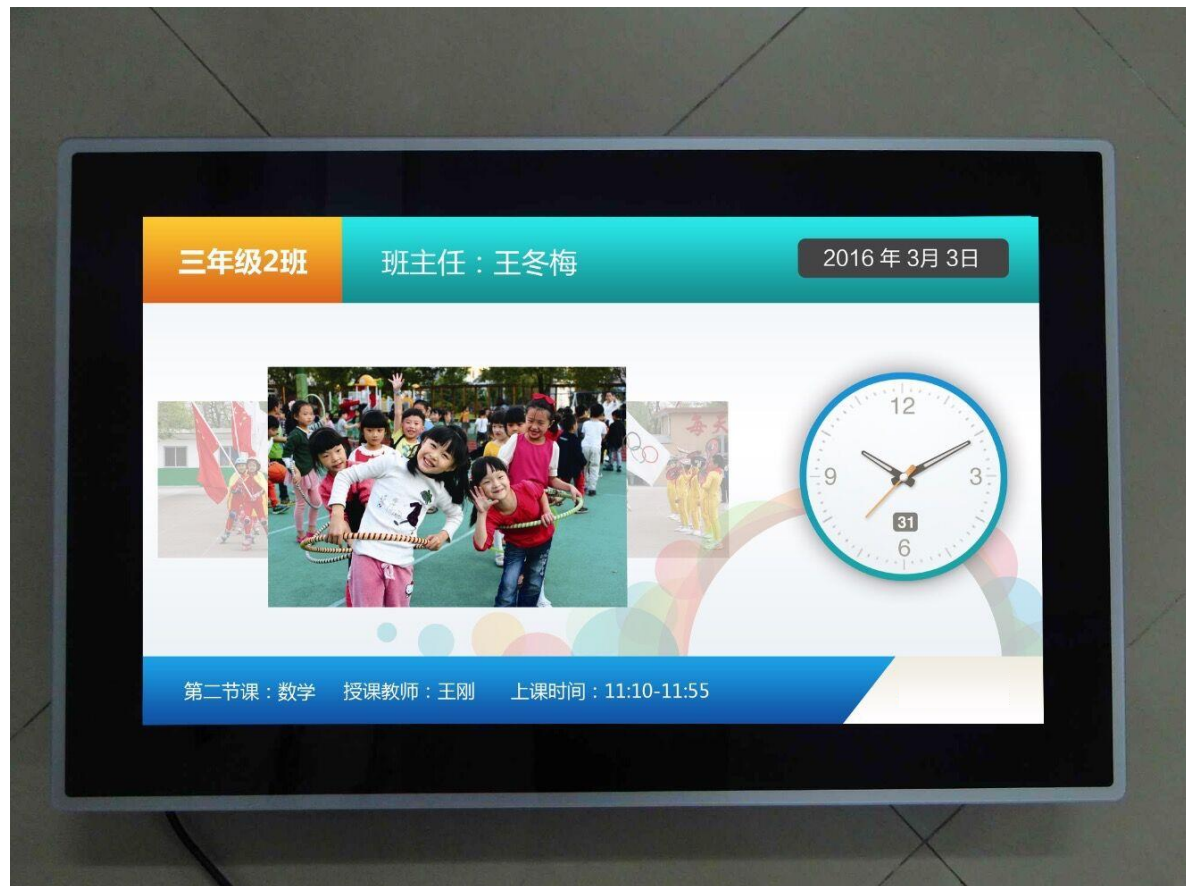 三年级2班
班主任：王冬梅
2016 年 3月 3日
每天
12
9
3
31
6
第二节课：数学 授课教师：王刚 上课时间：11:10-11:55